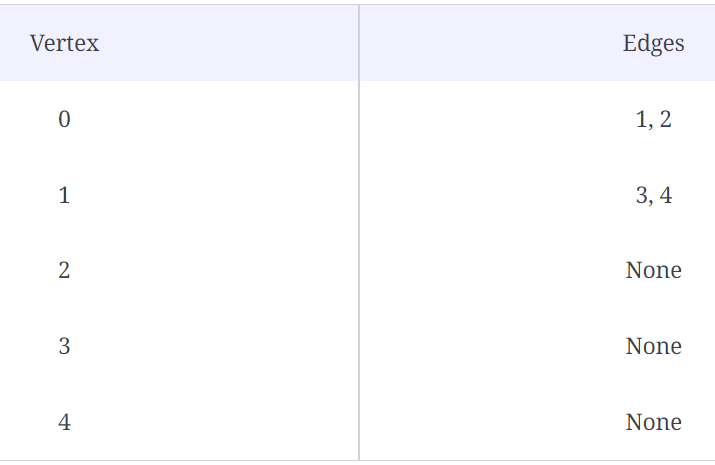 Vertex Edges
0 1, 2
1 3, 4
2 None
3 None
4 None